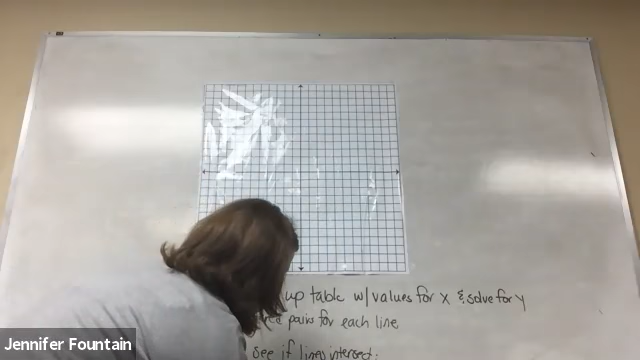 up table w/ values for x & solve for y
pairs for each line
see if lines intersect:
Jennifer Fountain